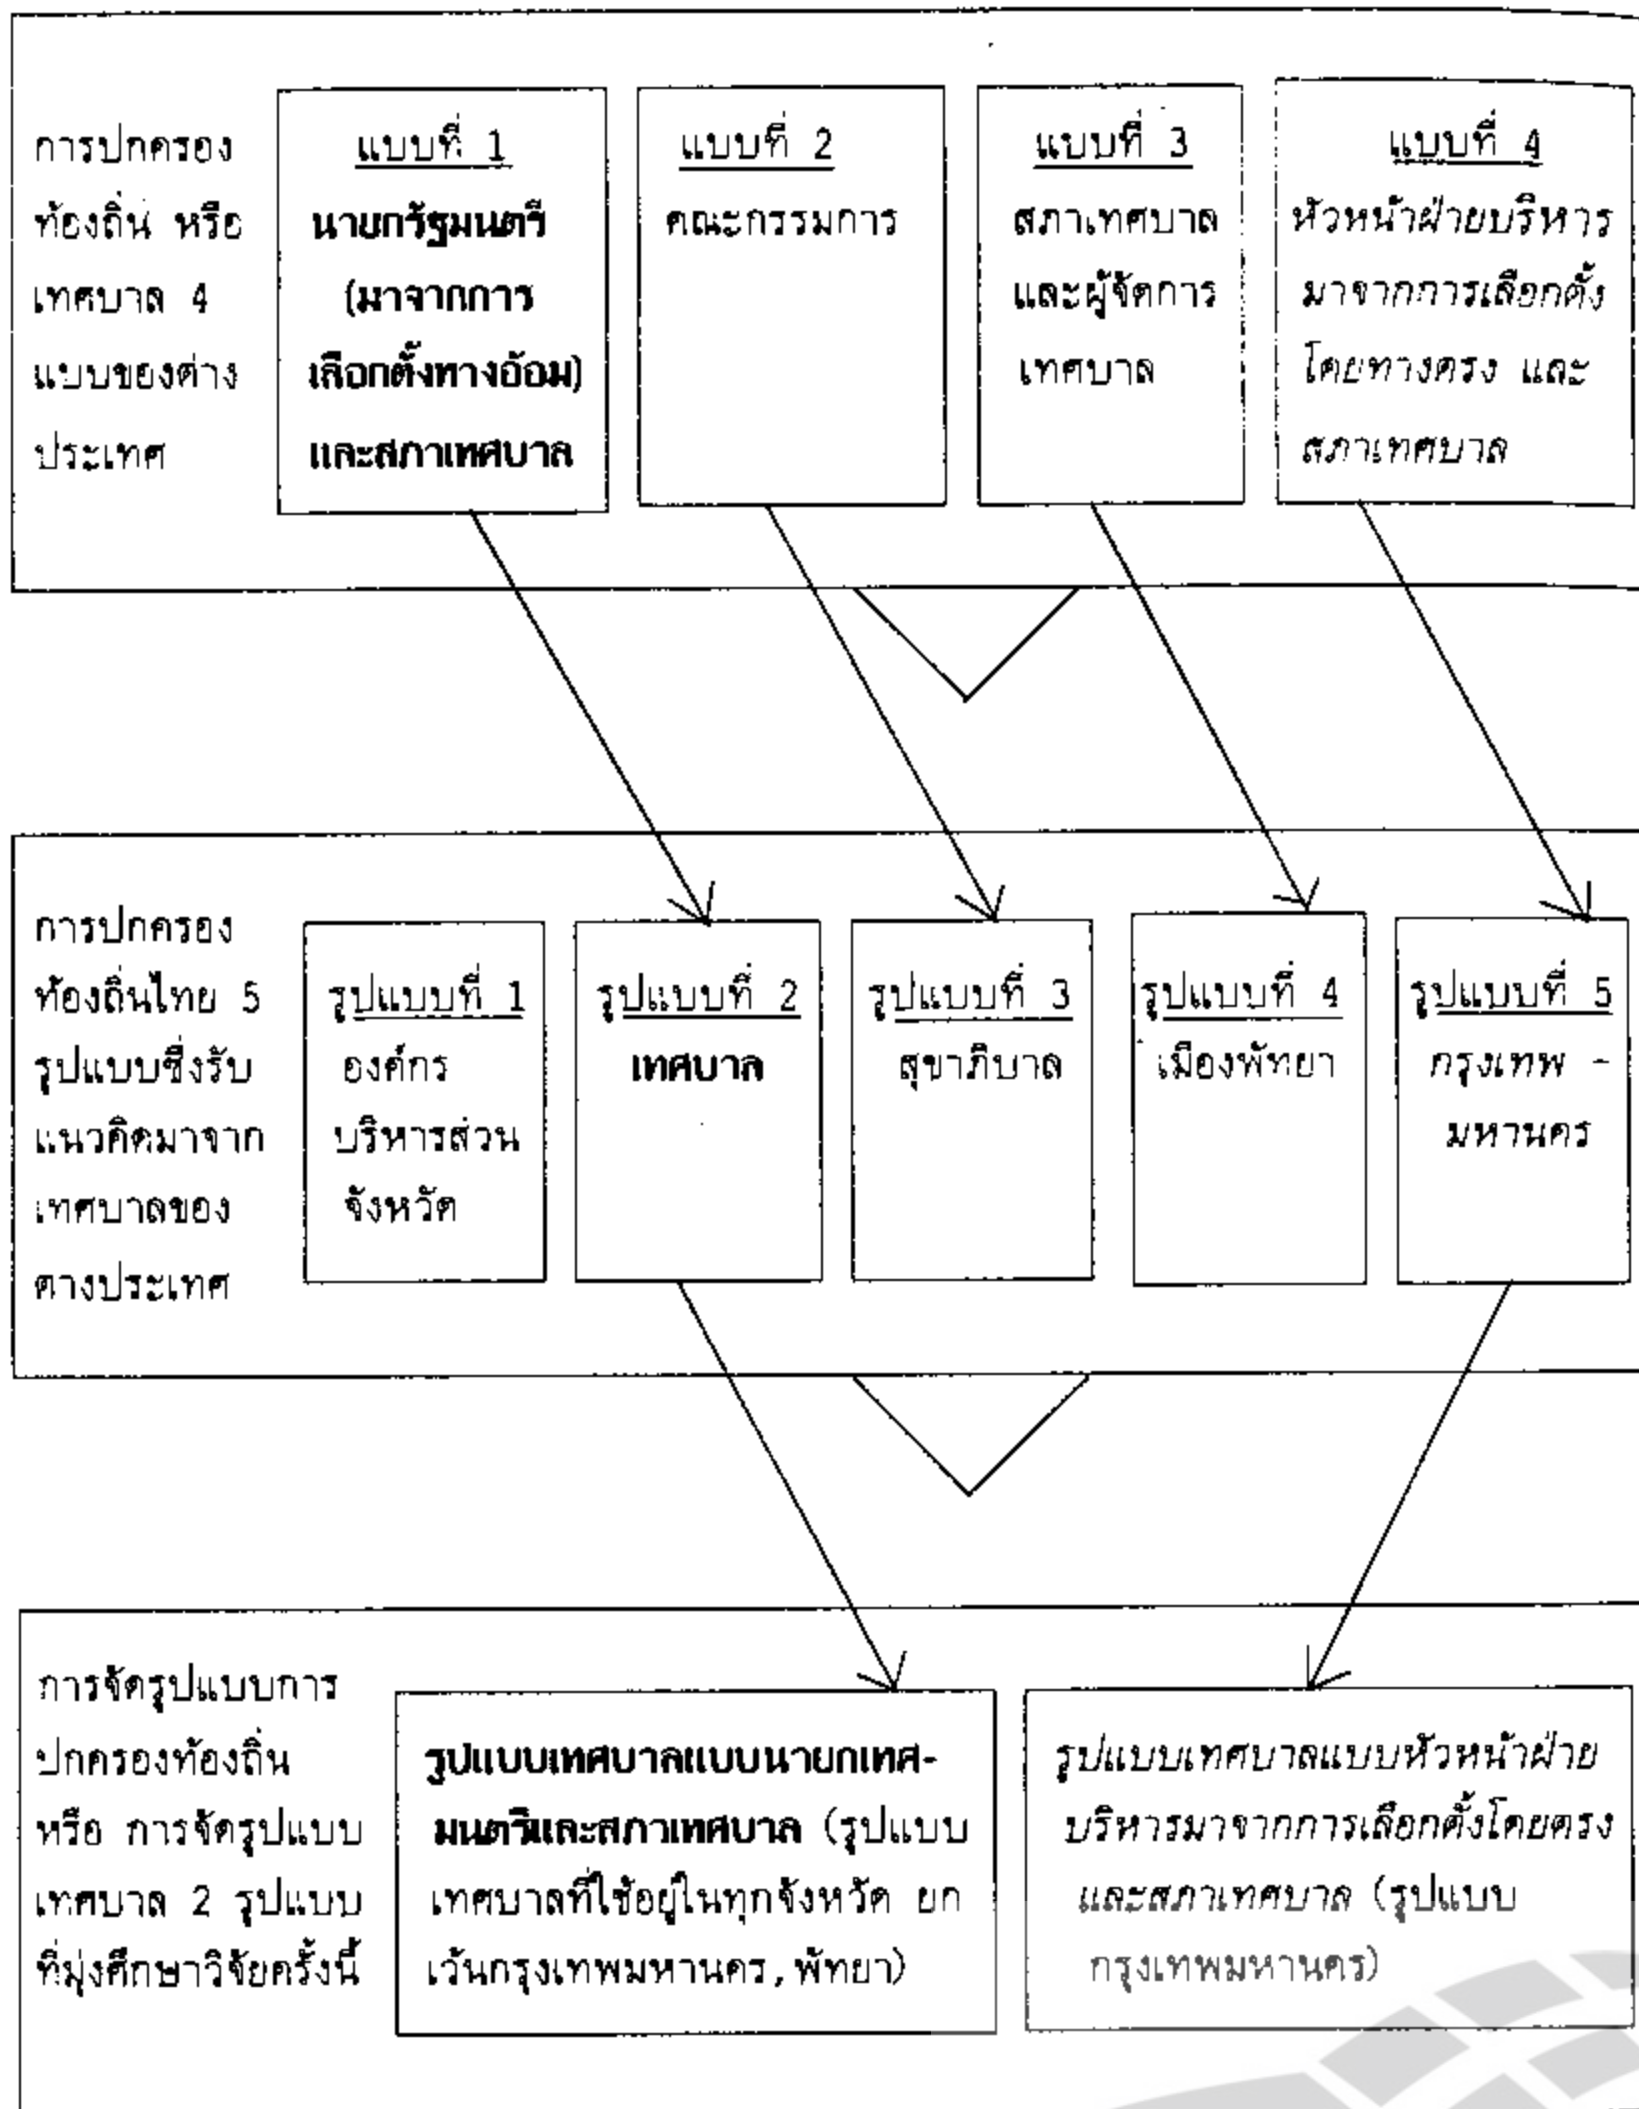 การปกครอง
ท้องถิ่น หรือ
เทศบาล 4
แบบของต่าง
ประเทศ
แบบที่ 1
นายกรัฐมนตรี
(มาจากการ
เลือกตั้งทางอ้อม)
และสภาเทศบาล
แบบที่ 2
คณะกรรมการ
แบบที่ 3
สภาเทศบาล
และผู้จัดการ
เทศบาล
แบบที่ 4
หัวหน้าฝ่ายบริหาร
มาจากการเลือกตั้ง
โดยทางตรง และ
สภาเทศบาล
การปกครอง
ท้องถิ่นไทย 5
รูปแบบซึ่งรับ
แนวคิดมาจาก
เทศบาลของ
ตางประเทศ
รูปแบบที่ 1
องค์กร
บริหารส่วน
จังหวัด
รูปแบบที่ 2
เทศบาล
รูปแบบที่ 3
สุขาภิบาล
รูปแบบที่ 4
เมืองพัทยา
รูปแบบที่ 5
กรุงเทพ -
มหานคร
การจัดรูปแบบการ
ปกครองท้องถิ่น
หรือ การจัดรูปแบบ
เทศบาล 2 รูปแบบ
ที่มุ่งศึกษาวิจัยครั้งนี้
รูปแบบเทศบาลแบบนายกเทศ-
มนตรีและสภาเทศบาล (รูปแบบ
เทศบาลที่ใช้อยู่ในทุกจังหวัด ยก
เว้นกรุงเทพมหานคร,พัทยา)
รูปแบบเทศบาลแบบหัวหน้าฝ่าย
บริหารมาจากการเลือกตั้งโดยตรง
และสภาเทศบาล (รูปแบบ
กรุงเทพมหานคร)